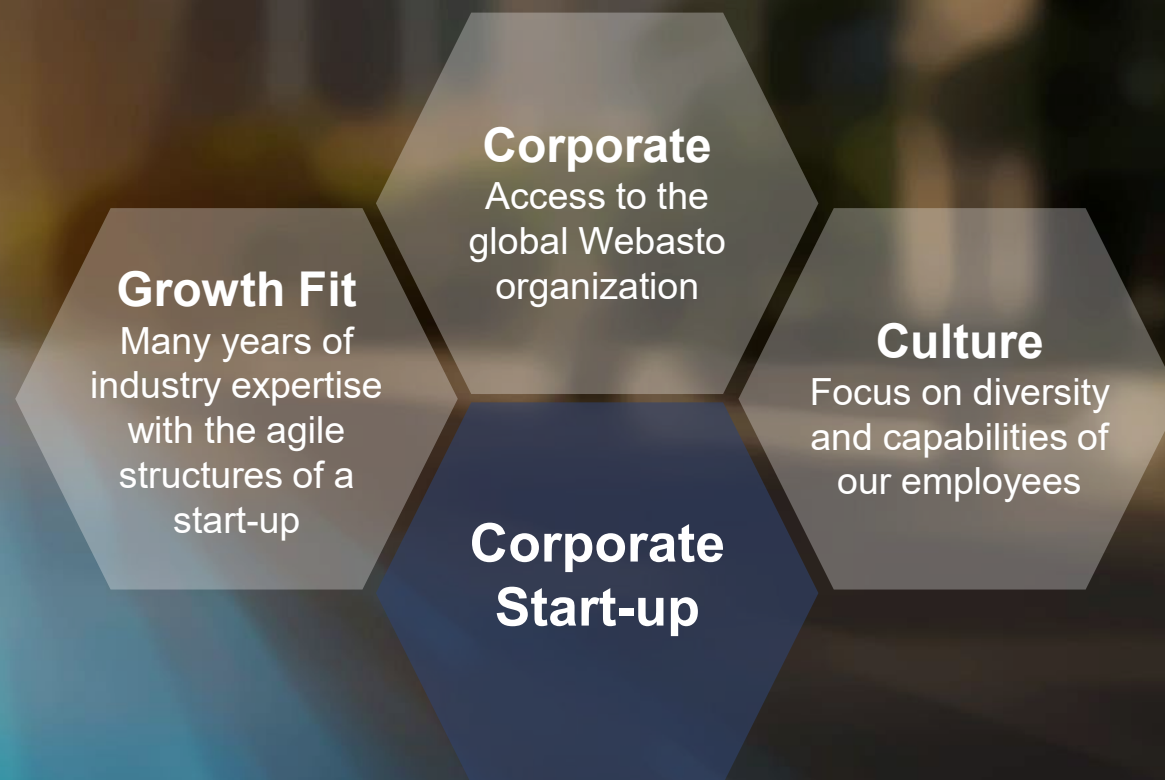 Corporate
Access to the
global Webasto
organization
Growth Fit
Many years of
industry expertise
with the agile
structures of a
start-up
Culture
Focus on diversity
and capabilities of
our employees
Corporate
Start-up